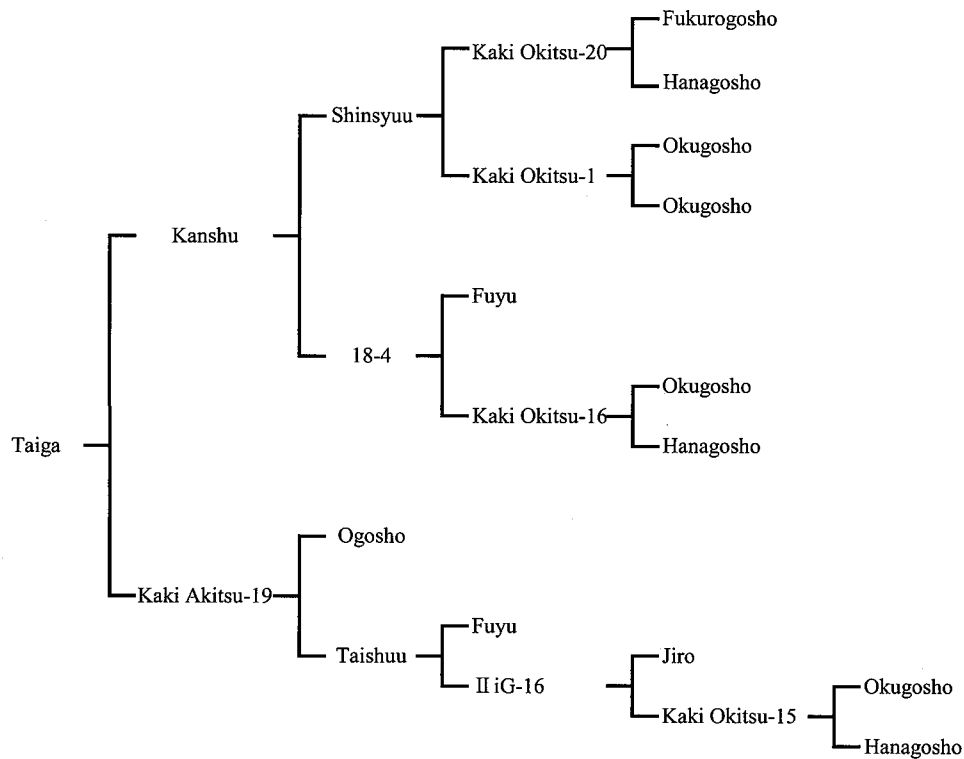 Fukurogosho
Kaki Okitsu-20
Hanagosho
Shinsyuu
Okugosho
Kaki Okitsu-1
Okugosho
Kanshu
Fuyu
18-4
Okugosho
Kaki Okitsu-16
Hanagosho
Taiga
Ogosho
Kaki Akitsu-19
Fuyu
Taishuu
Jiro
II iG-16
Okugosho
Kaki Okitsu-15
Hanagosho